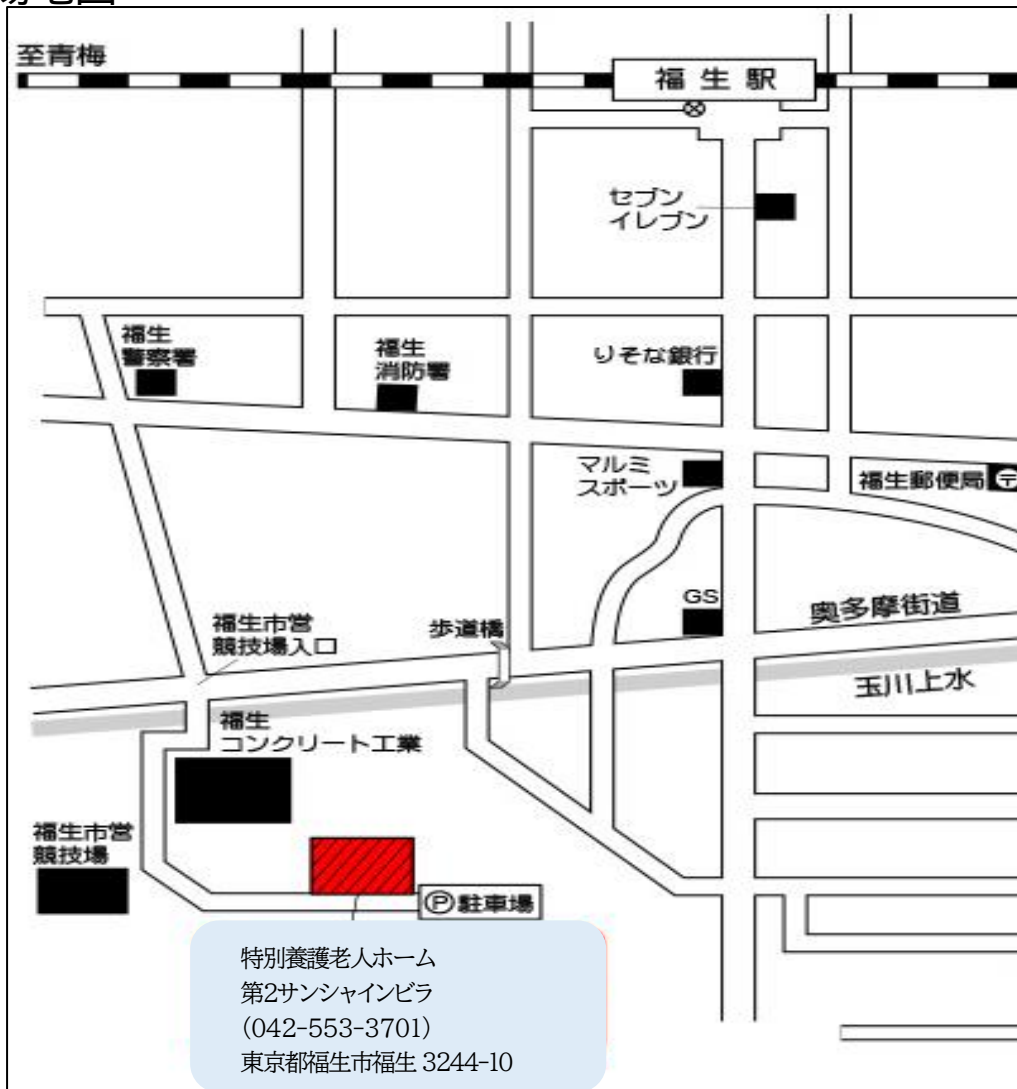 至青梅
福生駅
セブン
イレブン
福生
警察署
福生
消防署
りそな銀行
マルミ
スポーツ
福生郵便局
〒
GS
奥多摩街道
福生市営
競技場入口
歩道橋
玉川上水
福生
コンクリート工業
福生市営
競技場
Ⓟ駐車場
特別養護老人ホーム
第2サンシャインビラ
(042-553-3701)
東京都福生市福生 3244-10